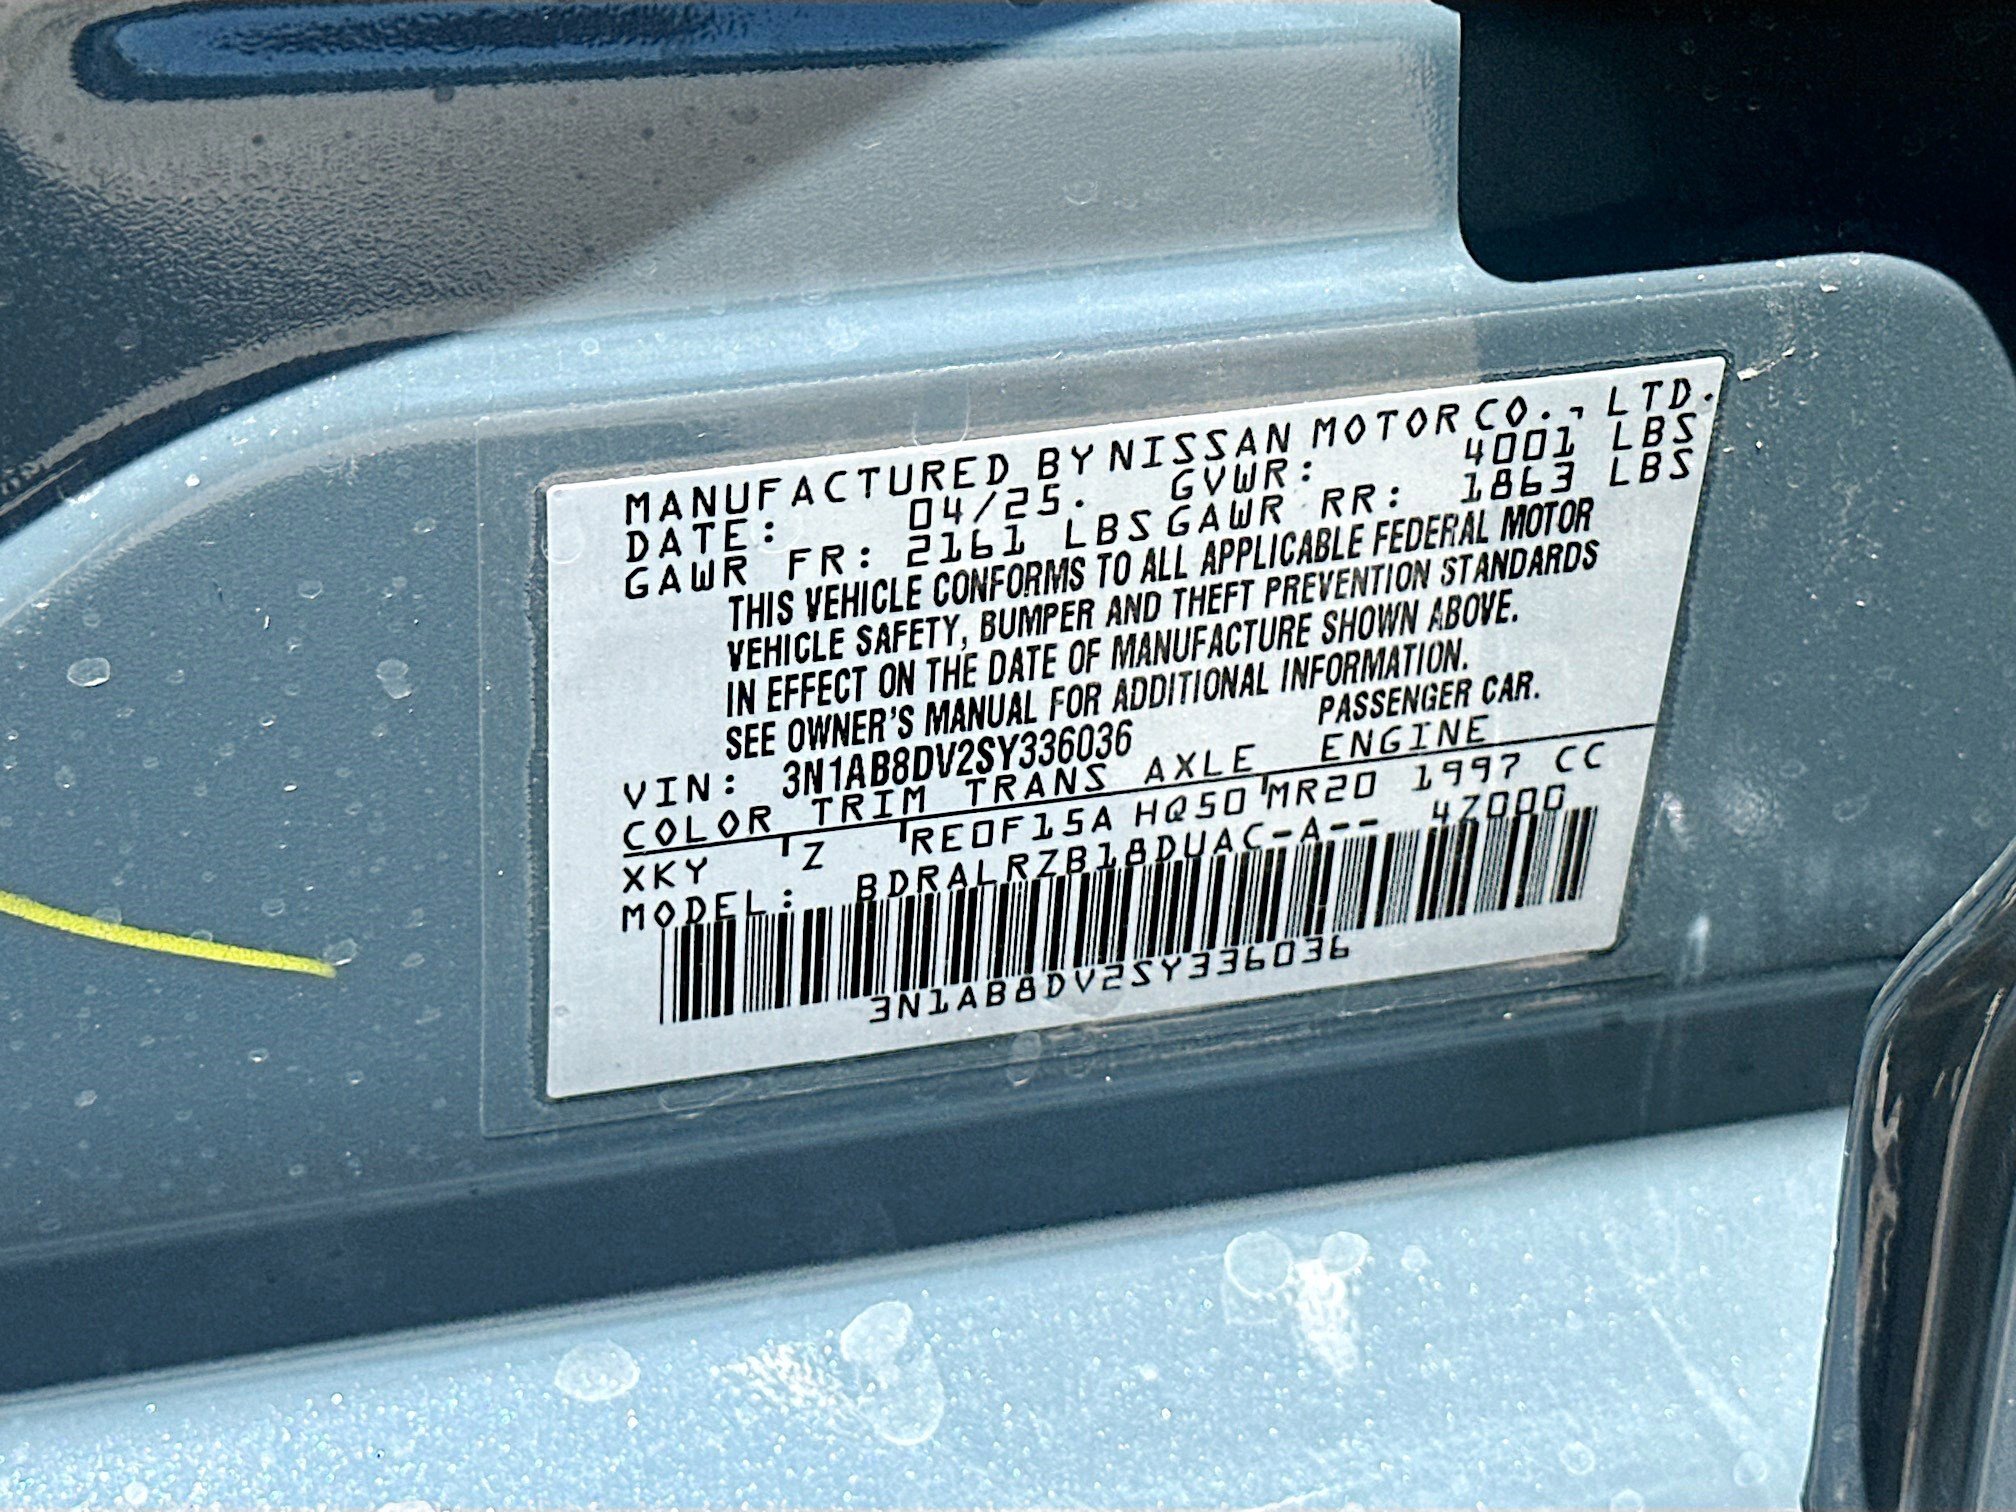 MANUFACTURED BY NISSAN MOTOR CO., LTD.
DATE: 04/25. GVWR: 4001 LBS
GAWR FR: 2161 LBS GAWR RR: 1863 LBS
THIS VEHICLE CONFORMS TO ALL APPLICABLE FEDERAL MOTOR
VEHICLE SAFETY, BUMPER AND THEFT PREVENTION STANDARDS
IN EFFECT ON THE DATE OF MANUFACTURE SHOWN ABOVE.
SEE OWNER'S MANUAL FOR ADDITIONAL INFORMATION.
VIN: 3N1AB8DV2SY336036 PASSENGER CAR.
COLOR TRIM TRANS AXLE ENGINE
XKY Z RE0F15A HQ50 MR20 1997 CC
MODEL: BDRALRZB18DUAC-A-- 4Z000
3N1AB8DV2SY336036